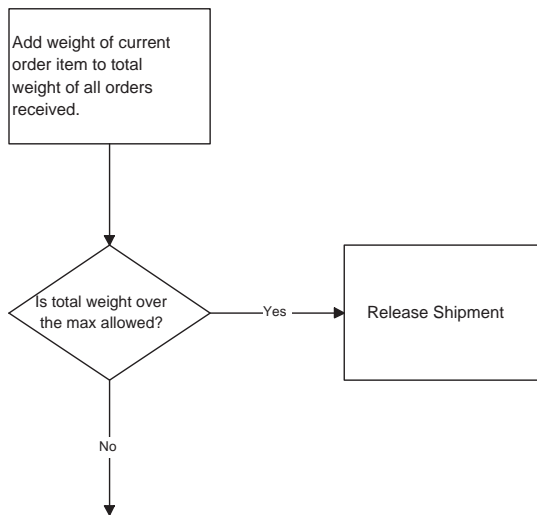 Add weight of current
order item to total
weight of all orders
received.
Is total weight over
the max allowed?
Yes
Release Shipment
No